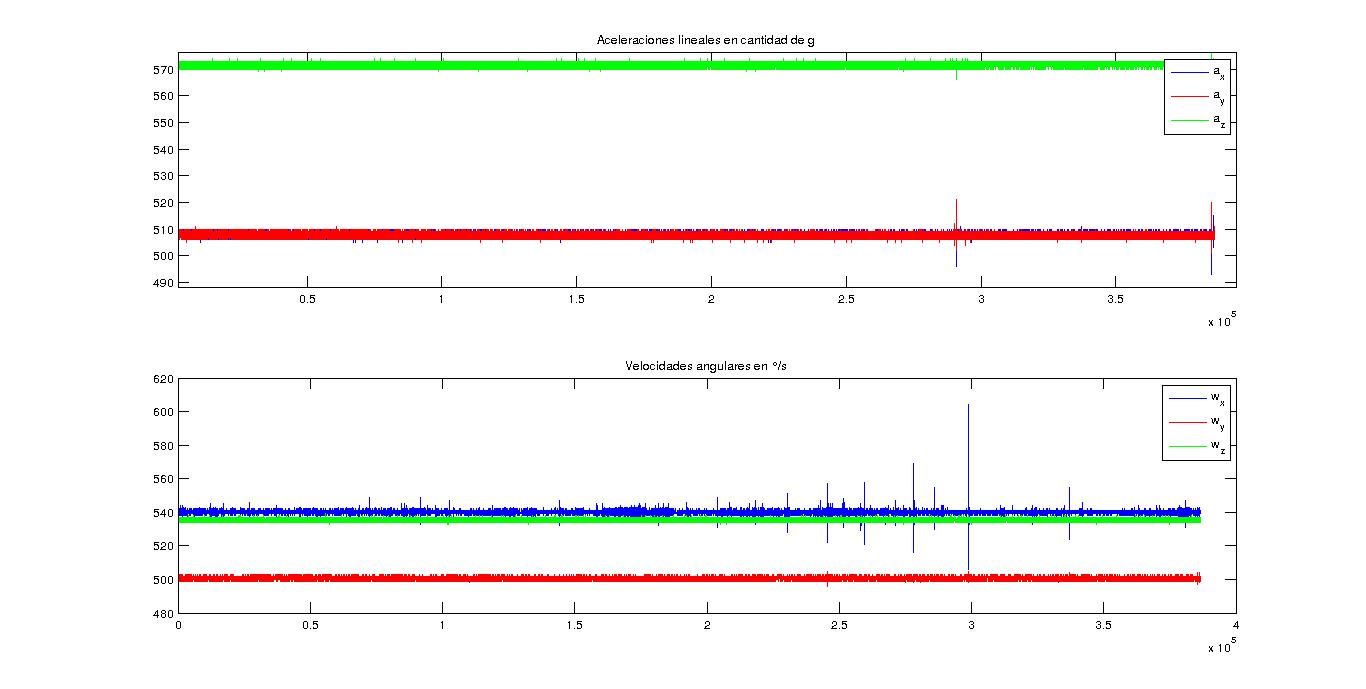 Aceleraciones lineales en cantidad de g
570
560
550
540
530
520
510
500
490
0.5 1 1.5 2 2.5 3 3.5
x 10^5
a_x
a_y
a_z
Velocidades angulares en º/s
620
600
580
560
540
520
500
480
0 0.5 1 1.5 2 2.5 3 3.5 4
x 10^5
w_x
w_y
w_z